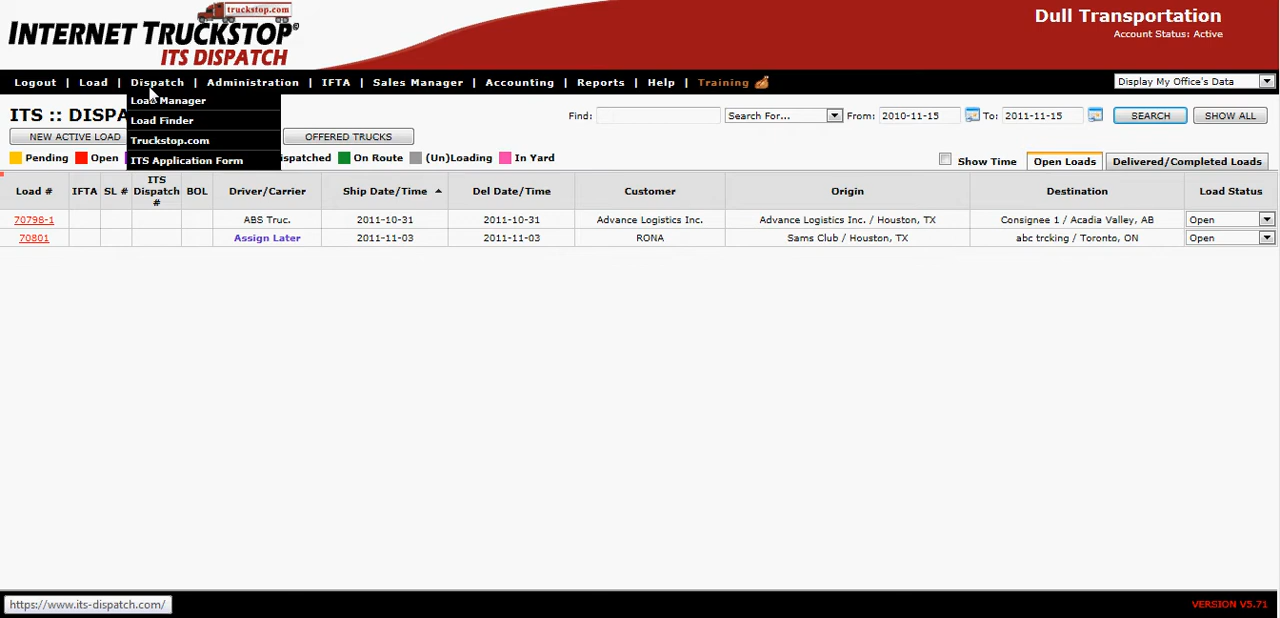 truckstop.com
INTERNET TRUCKSTOP©
ITS DISPATCH
Dull Transportation
Account Status: Active
Logout | Load | Dispatch | Administration | IFTA | Sales Manager | Accounting | Reports | Help | Training
Display My Office's Data
Load Manager
Load Finder
Truckstop.com
ITS Application Form
ITS :: DISPA
Find: Search For... From: 2010-11-15 To: 2011-11-15 SEARCH SHOW ALL
NEW ACTIVE LOAD OFFERED TRUCKS
Pending Open spatched On Route (Un)Loading In Yard
Show Time Open Loads Delivered/Completed Loads
Load # IFTA SL # ITS Dispatch # BOL Driver/Carrier Ship Date/Time Del Date/Time Customer Origin Destination Load Status
70798-1 ABS Truc. 2011-10-31 2011-10-31 Advance Logistics Inc. Advance Logistics Inc. / Houston, TX Consignee 1 / Acadia Valley, AB Open
70801 Assign Later 2011-11-03 2011-11-03 RONA Sams Club / Houston, TX abc trcking / Toronto, ON Open
https://www.its-dispatch.com/
VERSION V5.71